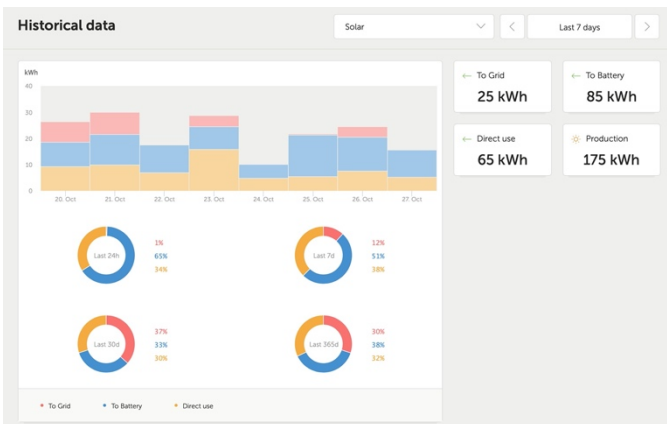 Historical data
Solar
Last 7 days
kWh
40
30
20
10
0
20. Oct
21. Oct
22. Oct
23. Oct
24. Oct
25. Oct
26. Oct
27. Oct
To Grid
25 kWh
To Battery
85 kWh
Direct use
65 kWh
Production
175 kWh
Last 24h
1%
65%
34%
Last 7d
12%
51%
38%
Last 30d
37%
33%
30%
Last 365d
30%
38%
32%
To Grid
To Battery
Direct use